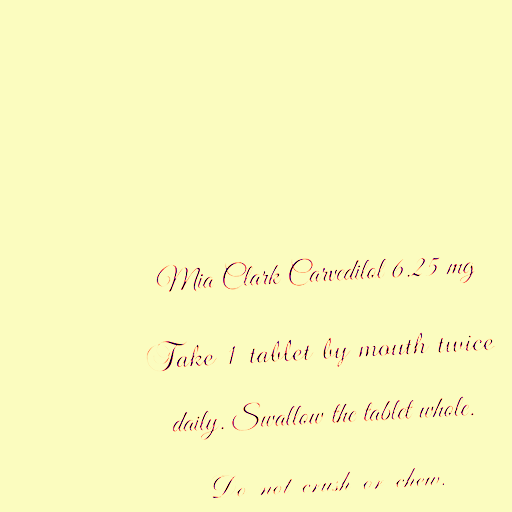 Mia Clark Carvedilol 6.25 mg
Take 1 tablet by mouth twice
daily. Swallow the tablet whole.
Do not crush or chew.